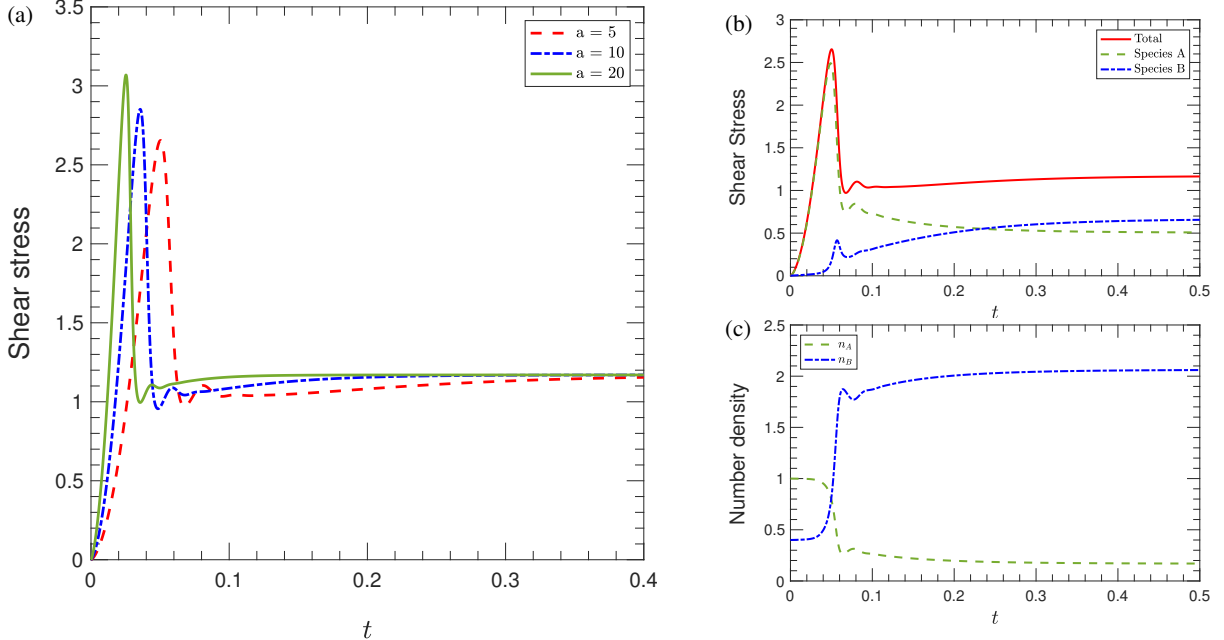 (a)
Shear stress
3.5
3
2.5
2
1.5
1
0.5
0
0
0.1
0.2
0.3
0.4
t
a = 5
a = 10
a = 20
(b)
Shear Stress
3
2.5
2
1.5
1
0.5
0
0
0.1
0.2
0.3
0.4
0.5
t
Total
Species A
Species B
(c)
Number density
2.5
2
1.5
1
0.5
0
0
0.1
0.2
0.3
0.4
0.5
t
n_A
n_B